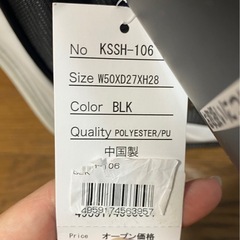 No KSSH-106
Size W50XD27XH28
Color BLK
Quality POLYESTER/PU
中国製
-106
Price オープン価格